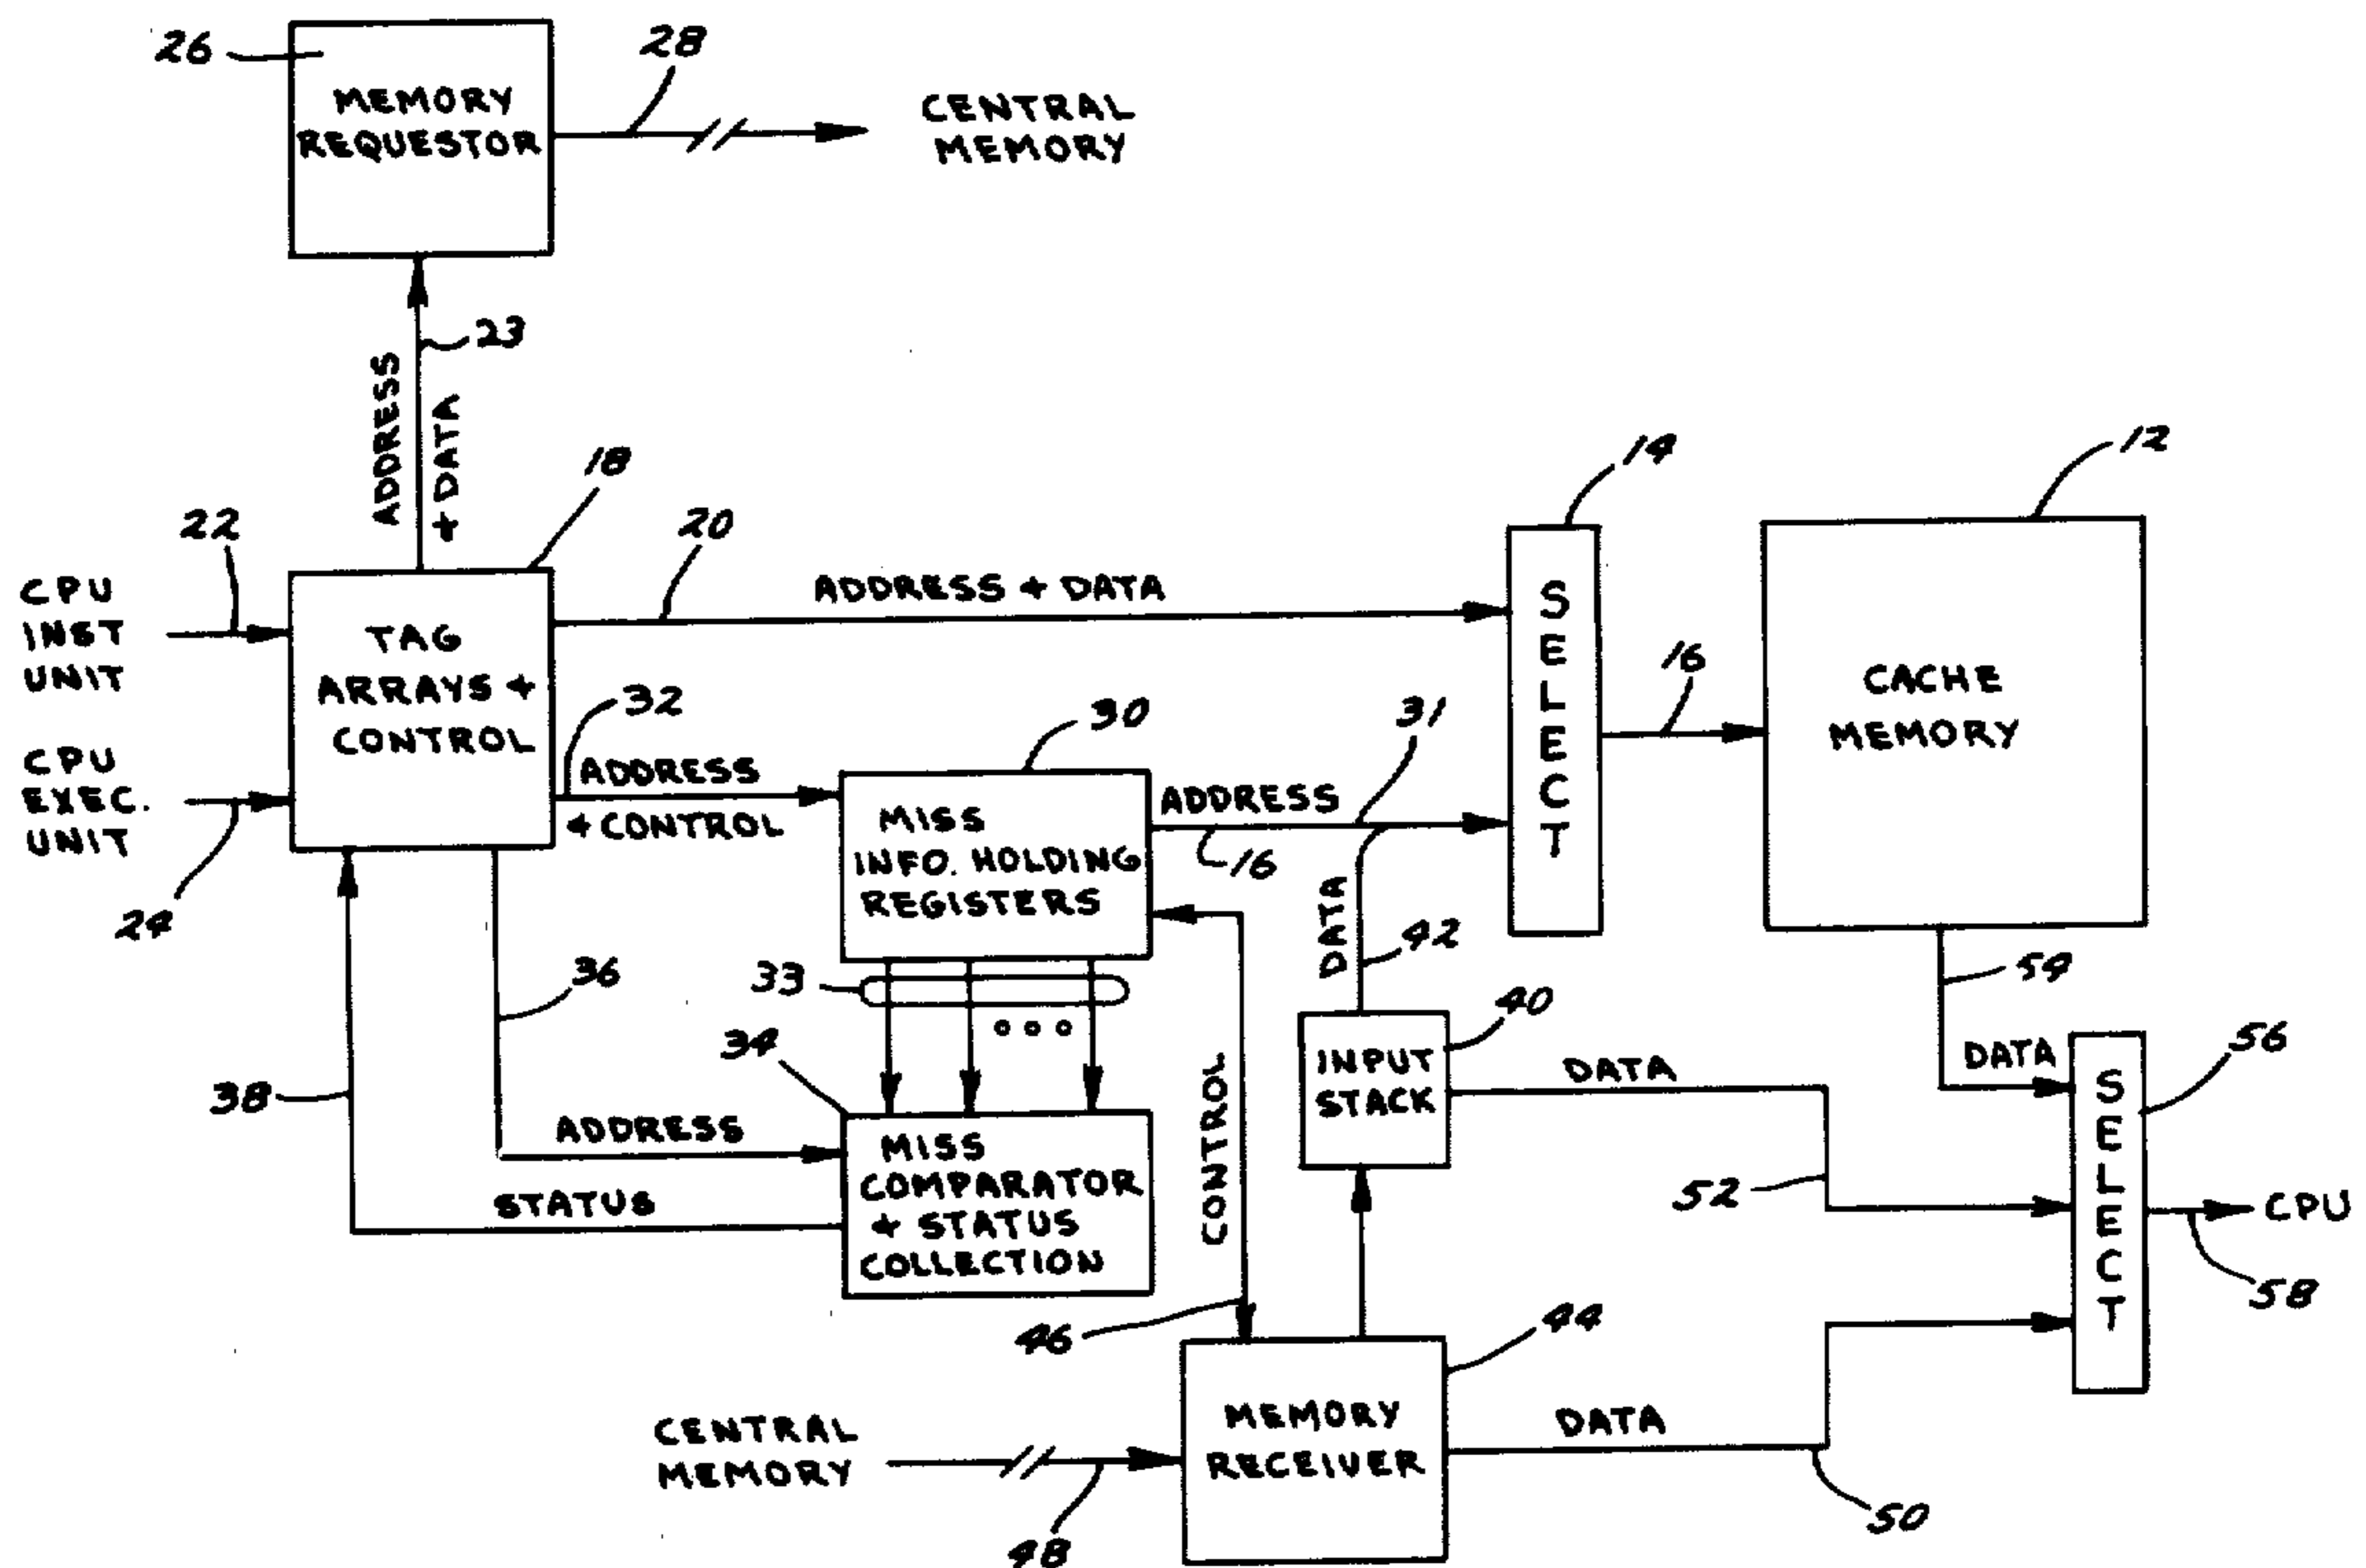 26
MEMORY
REQUESTOR
28
CENTRAL
MEMORY
23
ADDRESS
+ DATA
18
22
CPU
INST
UNIT
TAG
ARRAYS +
CONTROL
CPU
EXEC.
UNIT
24
20
ADDRESS + DATA
14
SELECT
16
12
CACHE
MEMORY
32
ADDRESS
+ CONTROL
30
MISS
INFO. HOLDING
REGISTERS
ADDRESS
31
16
DATA
42
33
34
36
38
ADDRESS
STATUS
MISS
COMPARATOR
+ STATUS
COLLECTION
CONTROL
46
40
INPUT
STACK
DATA
52
54
DATA
56
SELECT
CPU
58
44
CENTRAL
MEMORY
48
MEMORY
RECEIVER
DATA
50